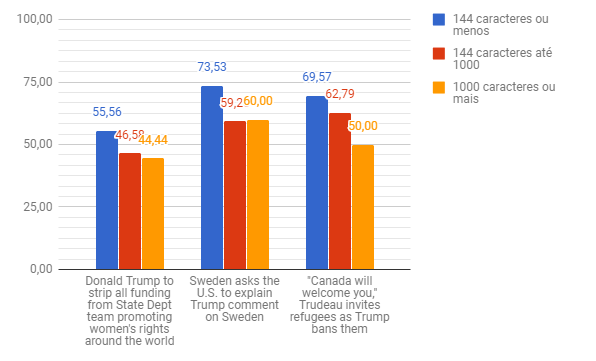 100,00
75,00
50,00
25,00
0,00
55,56
46,58
44,44
73,53
59,2
60,00
69,57
62,79
50,00
Donald Trump to
strip all funding
from State Dept
team promoting
women's rights
around the world
Sweden asks the
U.S. to explain
Trump comment
on Sweden
"Canada will
welcome you,"
Trudeau invites
refugees as Trump
bans them
144 caracteres ou
menos
144 caracteres até
1000
1000 caracteres ou
mais